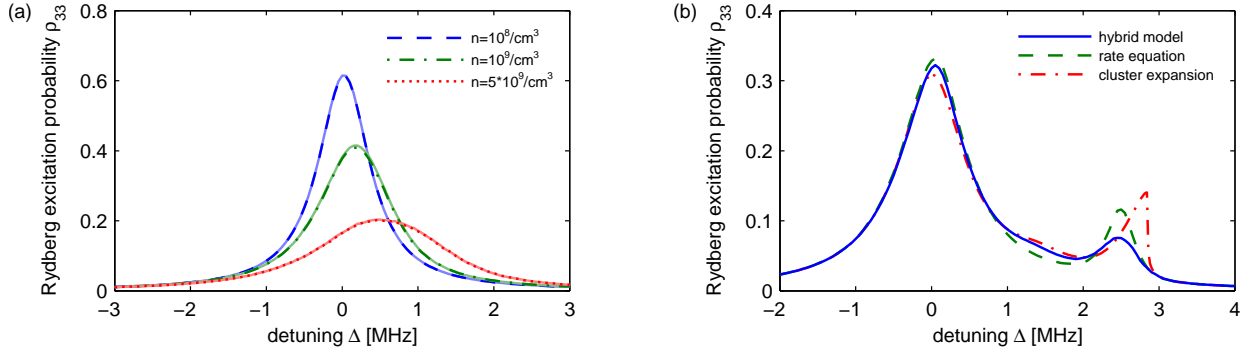 (a)
Rydberg excitation probability ρ33
0.8
0.6
0.4
0.2
0
−3
−2
−1
0
1
2
3
detuning Δ [MHz]
n=10^8/cm^3
n=10^9/cm^3
n=5*10^9/cm^3
(b)
Rydberg excitation probability ρ33
0.4
0.3
0.2
0.1
0
−2
−1
0
1
2
3
4
detuning Δ [MHz]
hybrid model
rate equation
cluster expansion